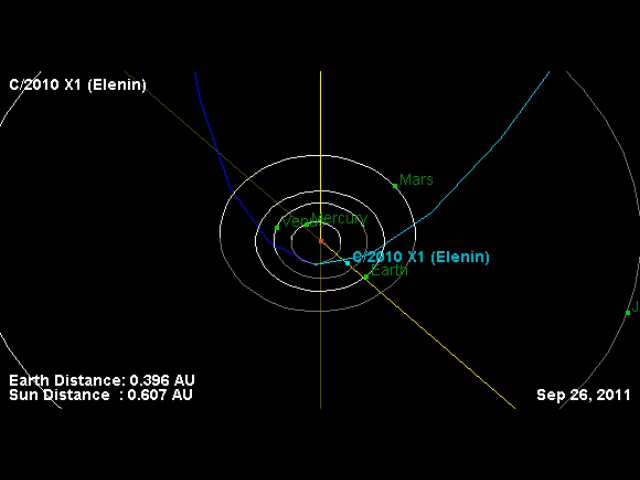 C/2010 X1 (Elenin)
Mars
Venus
Mercury
C/2010 X1 (Elenin)
Earth
J
Earth Distance: 0.396 AU
Sun Distance : 0.607 AU
Sep 26, 2011